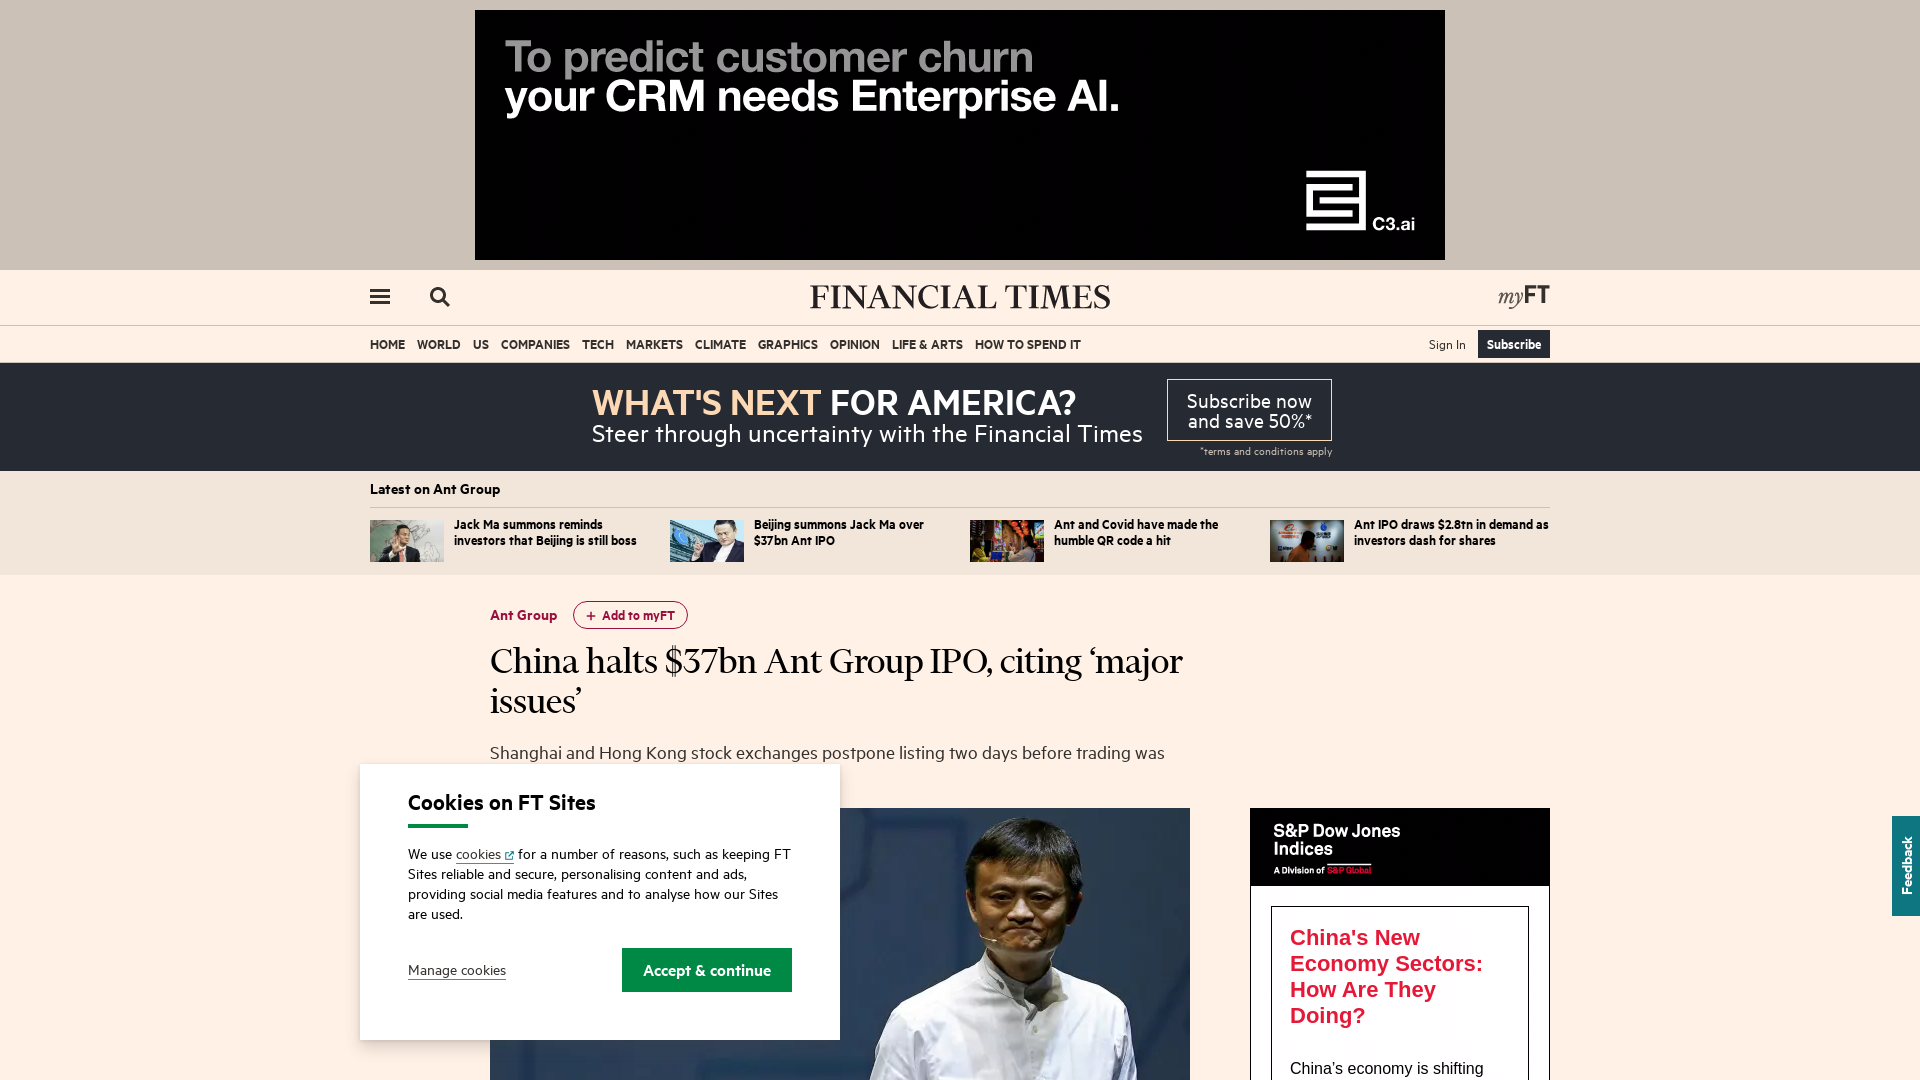 To predict customer churn
your CRM needs Enterprise AI.
C3.ai
FINANCIAL TIMES
myFT
HOME WORLD US COMPANIES TECH MARKETS CLIMATE GRAPHICS OPINION LIFE & ARTS HOW TO SPEND IT
Sign In
Subscribe
WHAT'S NEXT FOR AMERICA?
Steer through uncertainty with the Financial Times
Subscribe now
and save 50%*
*terms and conditions apply
Latest on Ant Group
Jack Ma summons reminds
investors that Beijing is still boss
Beijing summons Jack Ma over
$37bn Ant IPO
Ant and Covid have made the
humble QR code a hit
Ant IPO draws $2.8tn in demand as
investors dash for shares
Ant Group
+ Add to myFT
China halts $37bn Ant Group IPO, citing ‘major
issues’
Shanghai and Hong Kong stock exchanges postpone listing two days before trading was
Cookies on FT Sites
We use cookies for a number of reasons, such as keeping FT
Sites reliable and secure, personalising content and ads,
providing social media features and to analyse how our Sites
are used.
Manage cookies
Accept & continue
S&P Dow Jones
Indices
A Division of S&P Global
China's New
Economy Sectors:
How Are They
Doing?
China's economy is shifting
Feedback